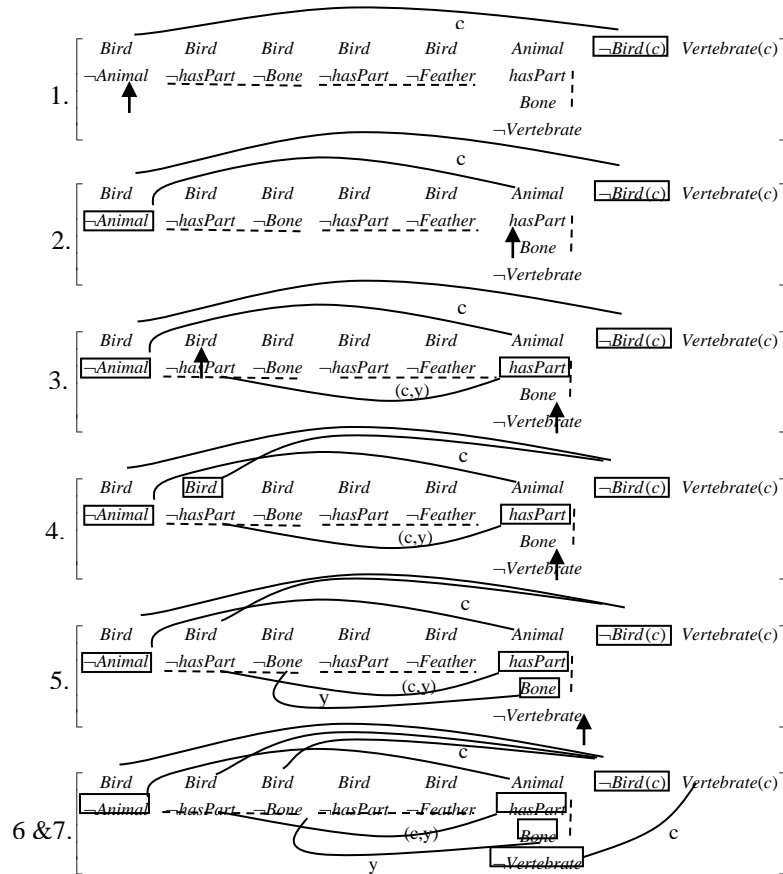 c
Bird Bird Bird Bird Bird Animal ¬Bird(c) Vertebrate(c)
¬Animal ¬hasPart ¬Bone ¬hasPart ¬Feather hasPart
1.
Bone
¬Vertebrate
c
Bird Bird Bird Bird Bird Animal ¬Bird(c) Vertebrate(c)
¬Animal ¬hasPart ¬Bone ¬hasPart ¬Feather hasPart
2.
Bone
¬Vertebrate
c
Bird Bird Bird Bird Bird Animal ¬Bird(c) Vertebrate(c)
¬Animal ¬hasPart ¬Bone ¬hasPart ¬Feather hasPart
3.
(c,y)
Bone
¬Vertebrate
c
Bird Bird Bird Bird Bird Animal ¬Bird(c) Vertebrate(c)
¬Animal ¬hasPart ¬Bone ¬hasPart ¬Feather hasPart
4.
(c,y)
Bone
¬Vertebrate
c
Bird Bird Bird Bird Bird Animal ¬Bird(c) Vertebrate(c)
¬Animal ¬hasPart ¬Bone ¬hasPart ¬Feather hasPart
5.
(c,y)
Bone
y
¬Vertebrate
c
Bird Bird Bird Bird Bird Animal ¬Bird(c) Vertebrate(c)
¬Animal ¬hasPart ¬Bone ¬hasPart ¬Feather hasPart
6 &7.
(c,y)
Bone
c
¬Vertebrate
y